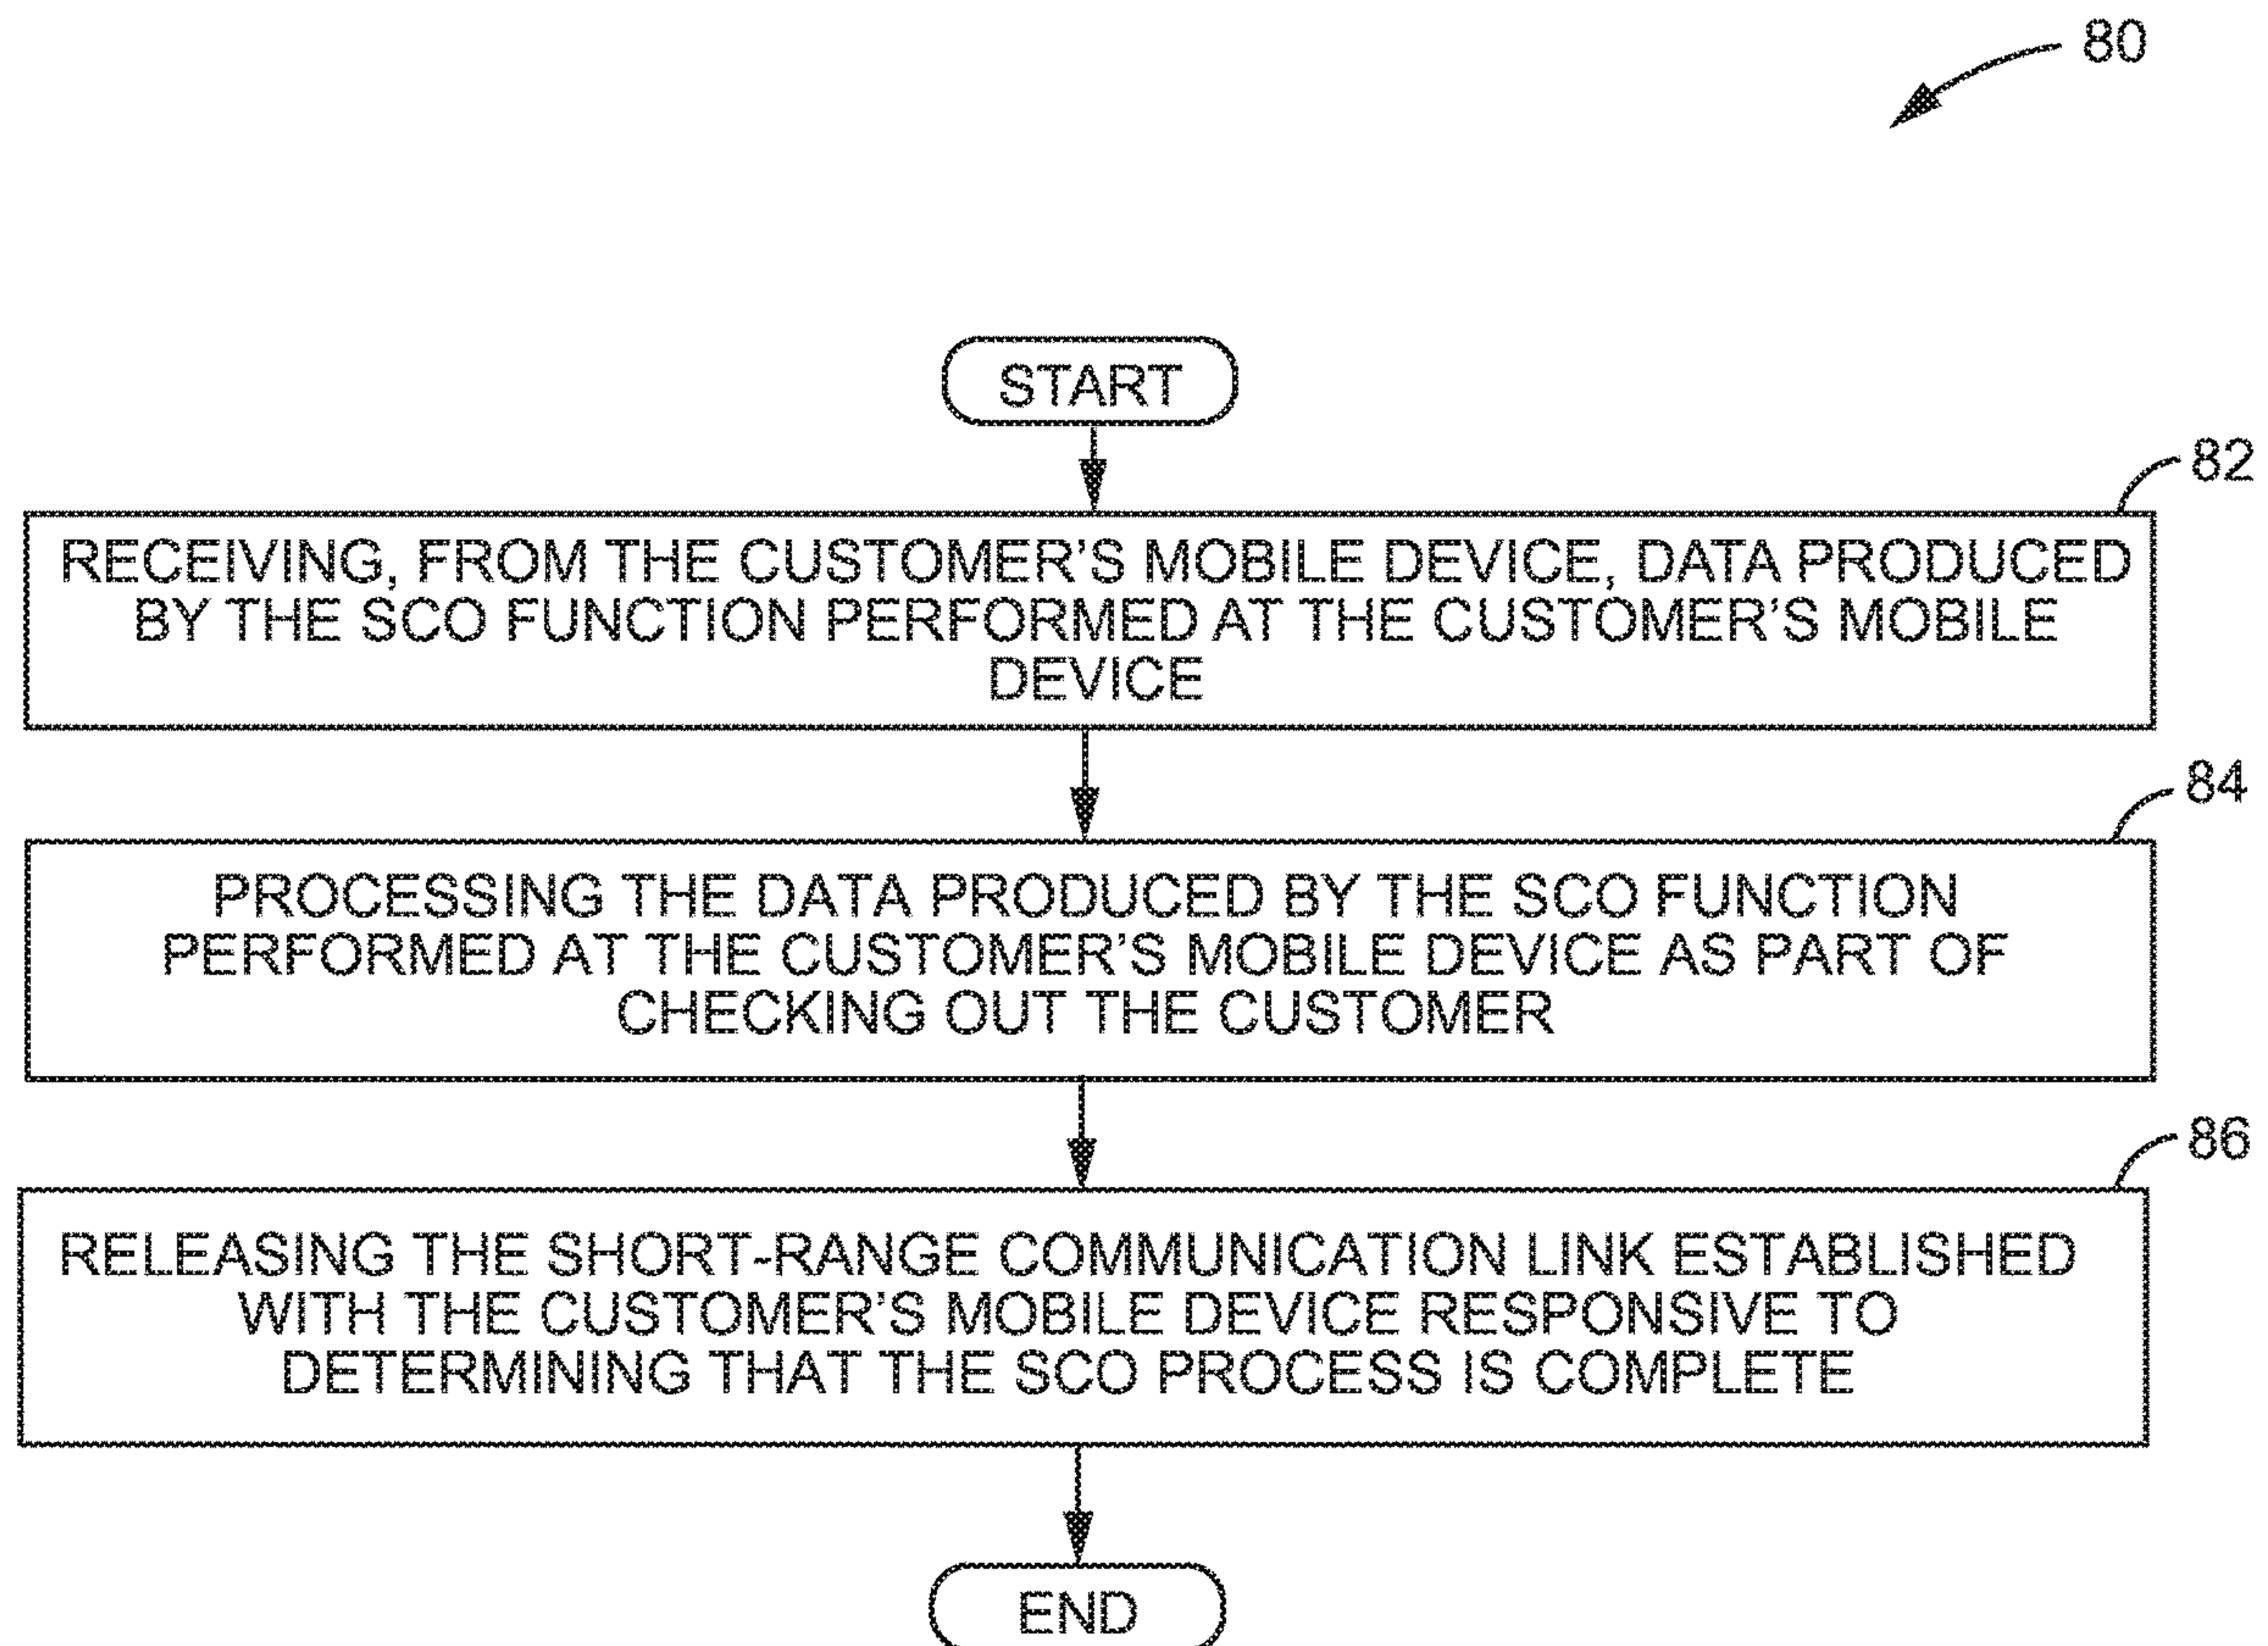 80
START
82
RECEIVING, FROM THE CUSTOMER'S MOBILE DEVICE, DATA PRODUCED
BY THE SCO FUNCTION PERFORMED AT THE CUSTOMER'S MOBILE
DEVICE
84
PROCESSING THE DATA PRODUCED BY THE SCO FUNCTION
PERFORMED AT THE CUSTOMER'S MOBILE DEVICE AS PART OF
CHECKING OUT THE CUSTOMER
86
RELEASING THE SHORT-RANGE COMMUNICATION LINK ESTABLISHED
WITH THE CUSTOMER'S MOBILE DEVICE RESPONSIVE TO
DETERMINING THAT THE SCO PROCESS IS COMPLETE
END